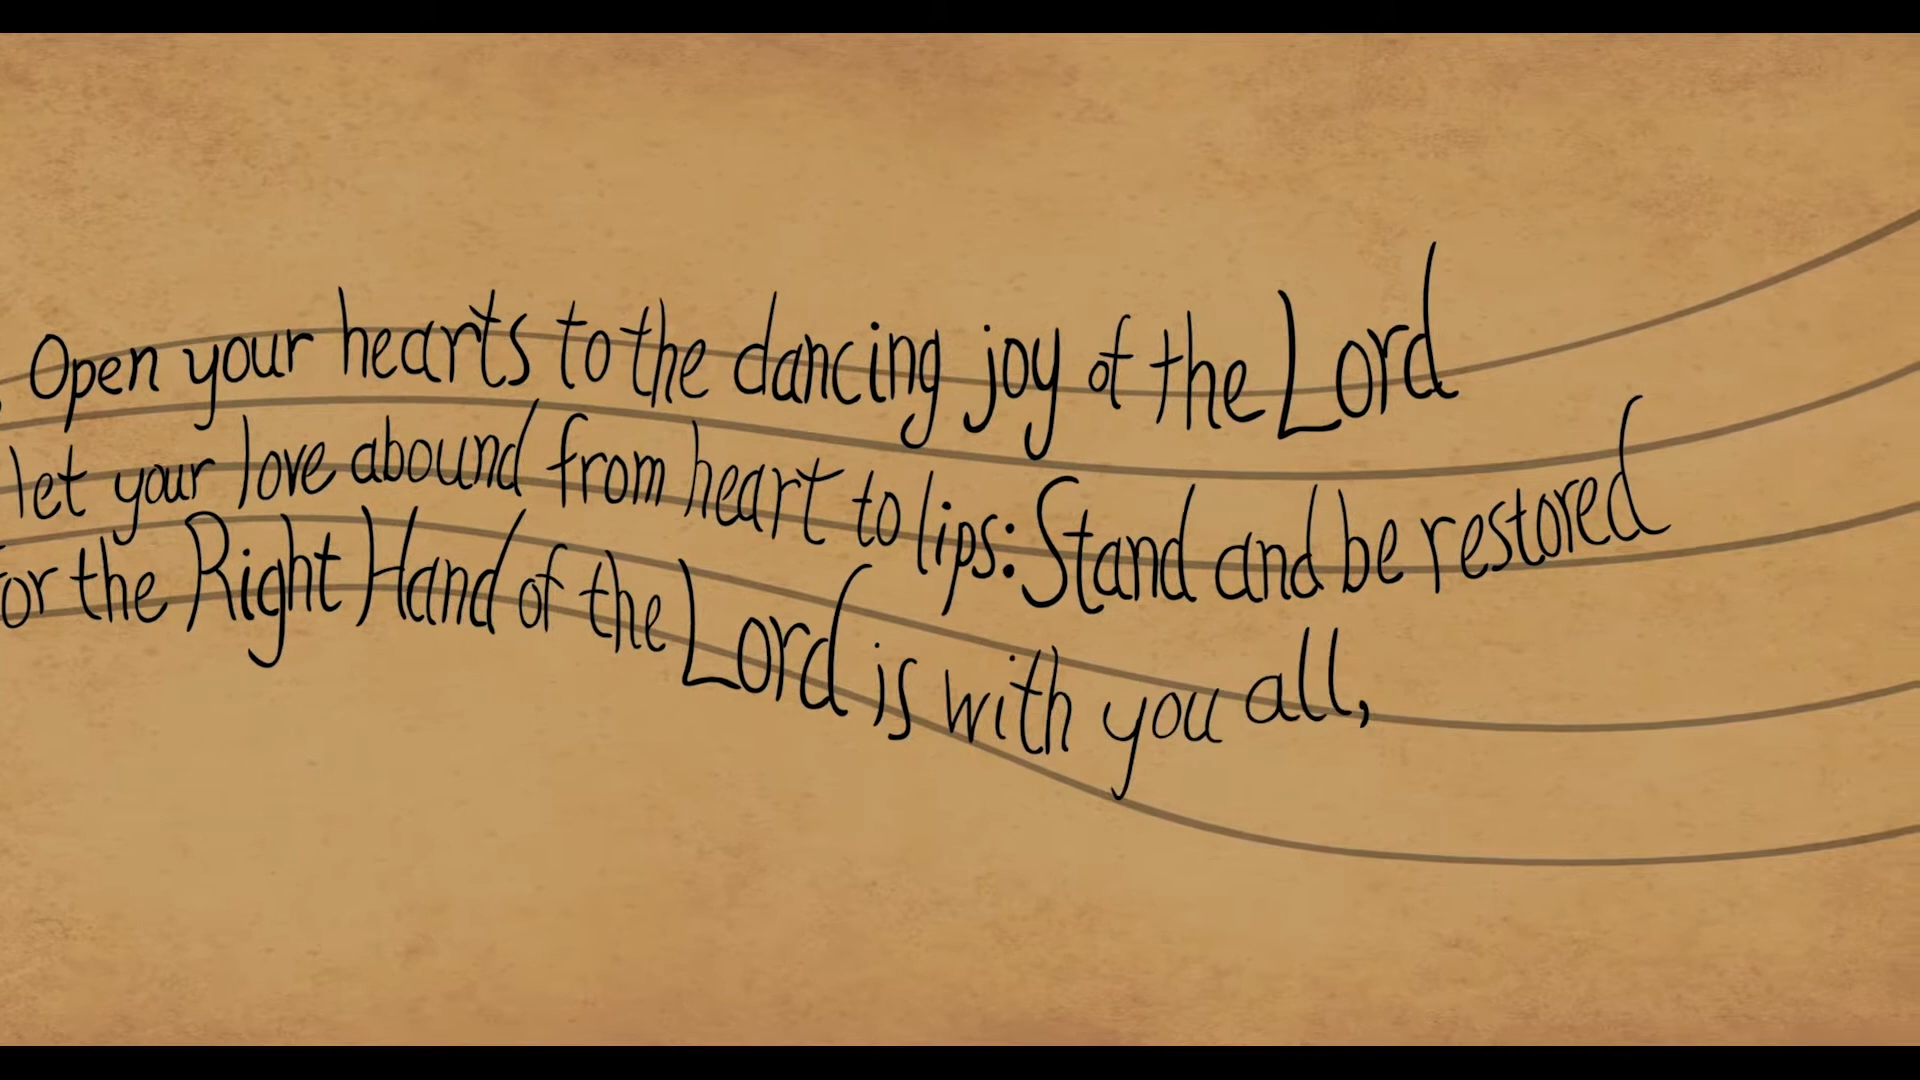 Open your hearts to the dancing joy of the Lord
let your love abound from heart to lips: Stand and be restored
for the Right Hand of the Lord is with you all,